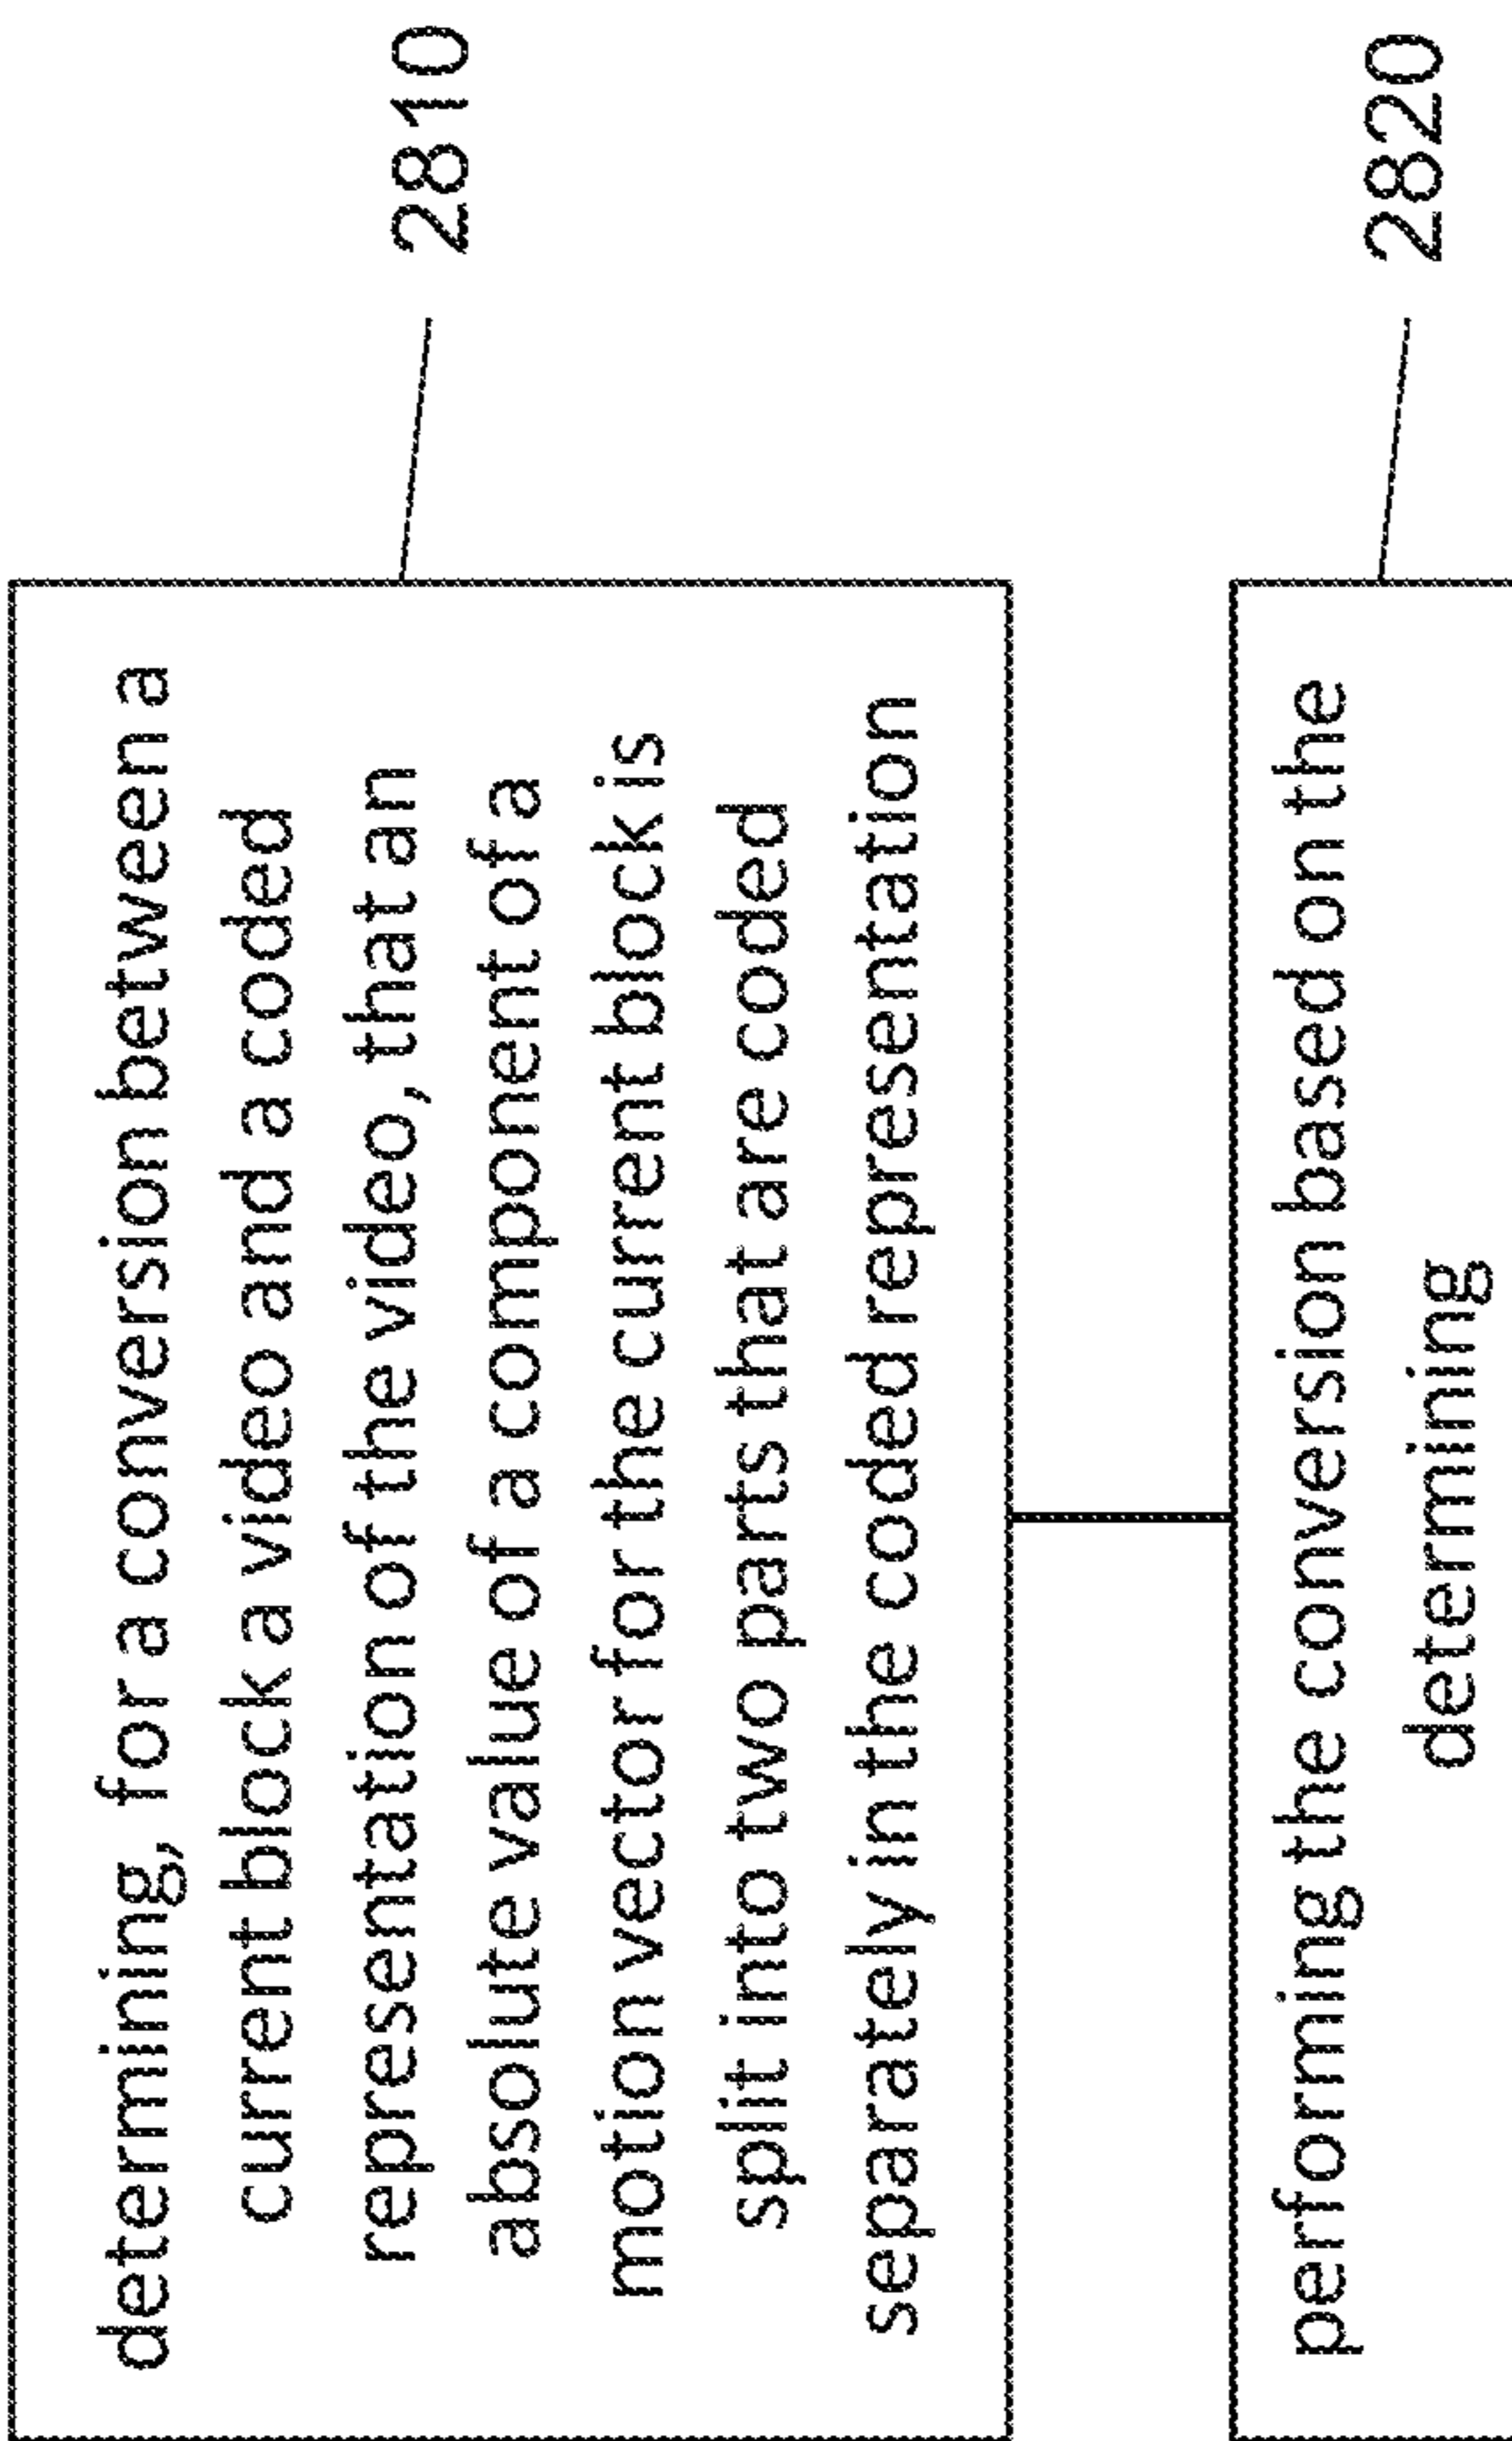 determining, for a conversion between a
current block a video and a coded
representation of the video, that an
absolute value of a component of a
motion vector for the current block is
split into two parts that are coded
separately in the coded representation
2810
performing the conversion based on the
determining
2820